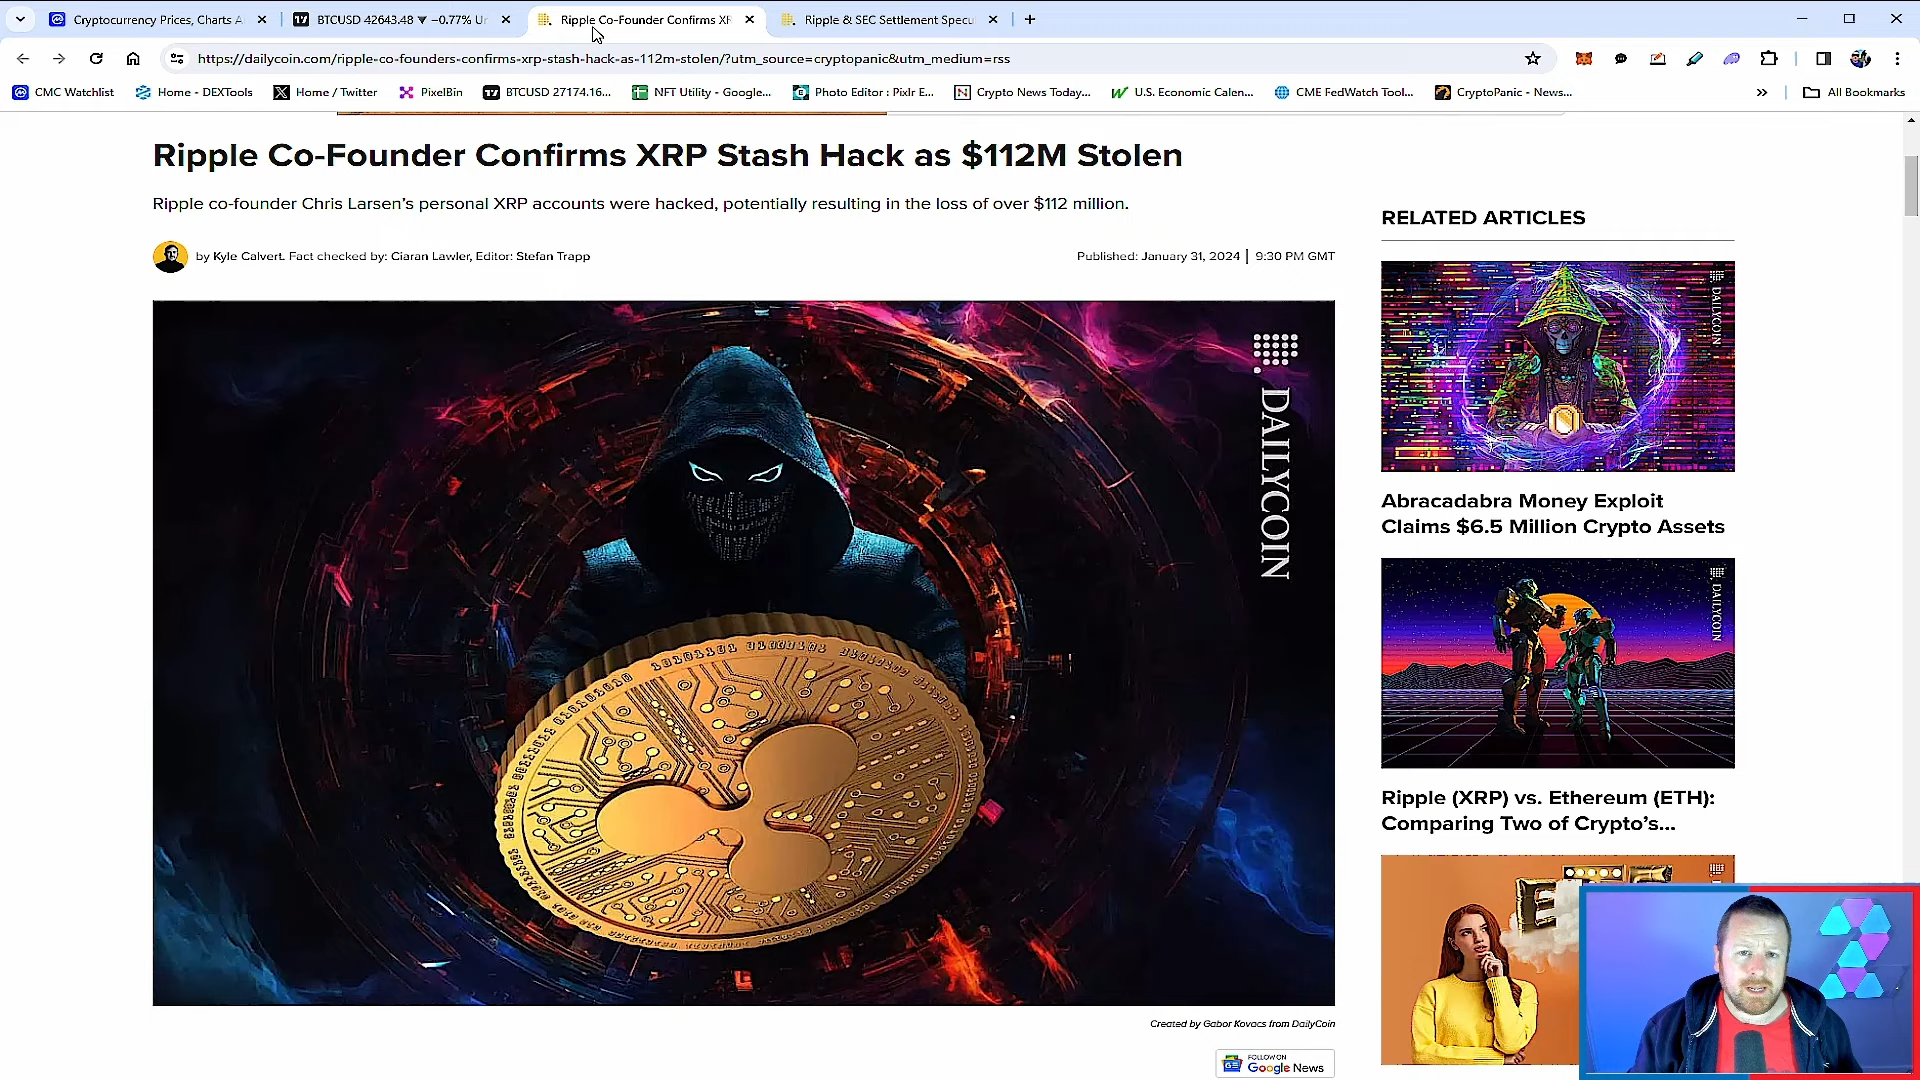 Cryptocurrency Prices, Charts A
BTCUSD 42643.48 ▼ −0.77% Ur
Ripple Co-Founder Confirms XR
Ripple & SEC Settlement Specu
https://dailycoin.com/ripple-co-founders-confirms-xrp-stash-hack-as-112m-stolen/?utm_source=cryptopanic&utm_medium=rss
CMC Watchlist
Home - DEXTools
Home / Twitter
PixelBin
BTCUSD 27174.16...
NFT Utility - Google...
Photo Editor : Pixlr E...
Crypto News Today...
U.S. Economic Calen...
CME FedWatch Tool...
CryptoPanic - News...
All Bookmarks
Ripple Co-Founder Confirms XRP Stash Hack as $112M Stolen
Ripple co-founder Chris Larsen’s personal XRP accounts were hacked, potentially resulting in the loss of over $112 million.
by Kyle Calvert. Fact checked by: Ciaran Lawler, Editor: Stefan Trapp
Published: January 31, 2024 | 9:30 PM GMT
DAILYCOIN
Created by Gabor Kovacs from DailyCoin
FOLLOW ON
Google News
RELATED ARTICLES
DAILYCOIN
Abracadabra Money Exploit
Claims $6.5 Million Crypto Assets
DAILYCOIN
Ripple (XRP) vs. Ethereum (ETH):
Comparing Two of Crypto’s...